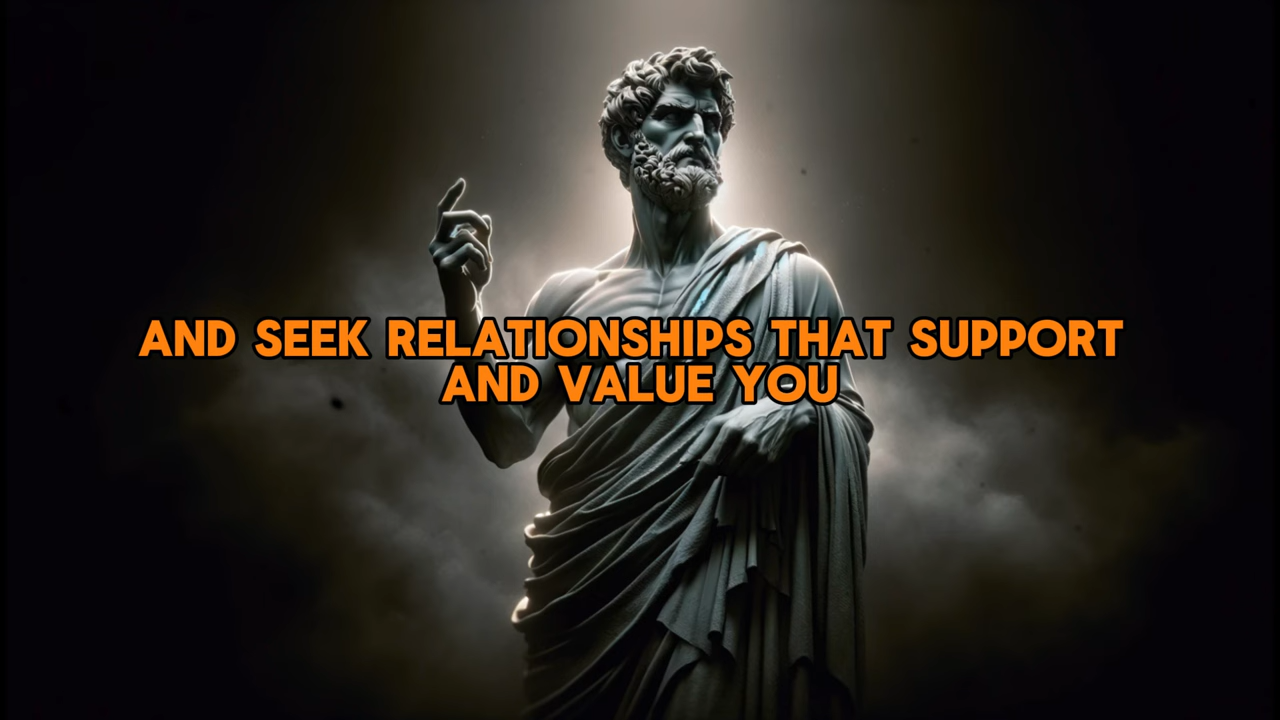 AND SEEK RELATIONSHIPS THAT SUPPORT
AND VALUE YOU